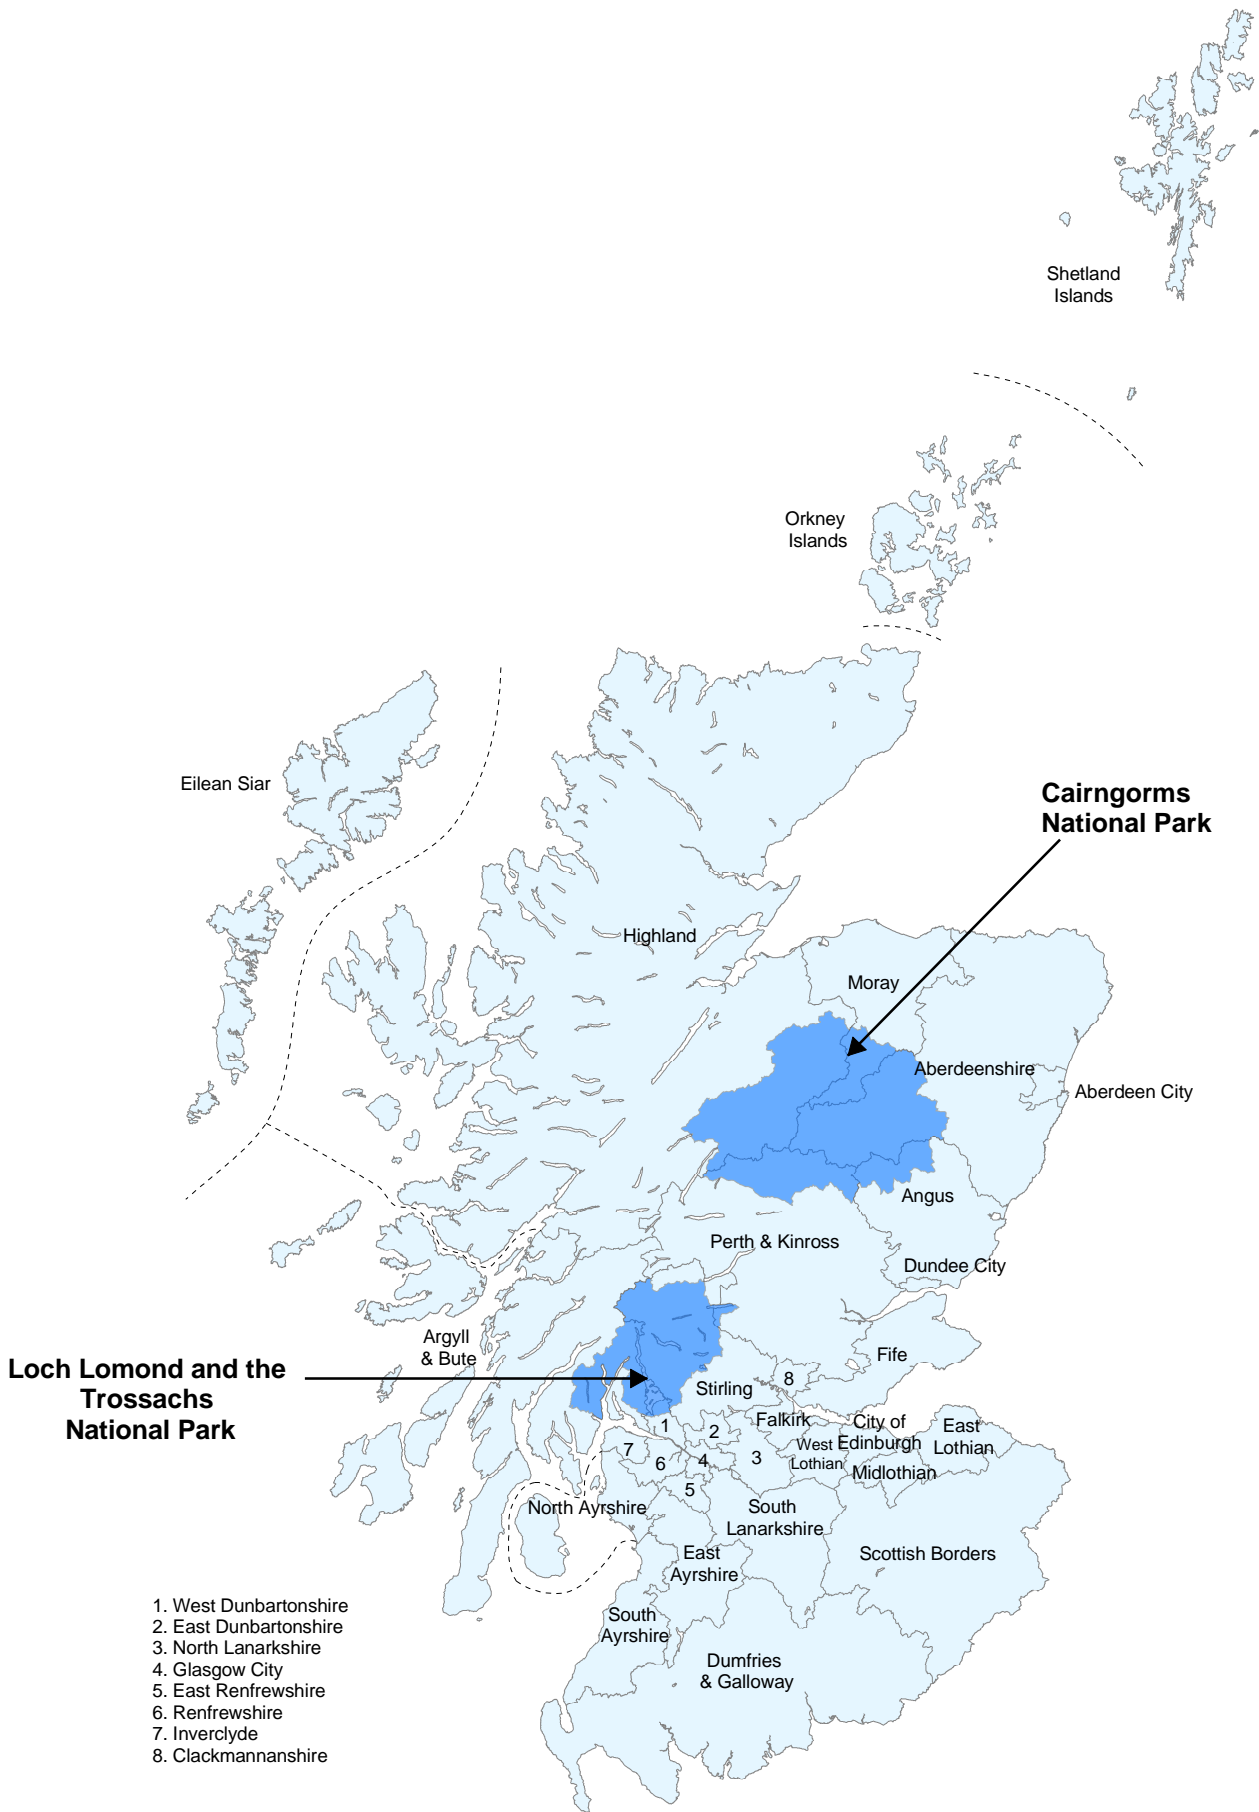 Shetland
Islands
Orkney
Islands
Eilean Siar
Cairngorms
National Park
Highland
Moray
Aberdeenshire
Aberdeen City
Angus
Perth & Kinross
Dundee City
Argyll
& Bute
Loch Lomond and the
Trossachs
National Park
Fife
8
Stirling
1
2
Falkirk
City of
Edinburgh
East
Lothian
7
6
4
3
West
Lothian
Midlothian
5
North Ayrshire
South
Lanarkshire
East
Ayrshire
Scottish Borders
South
Ayrshire
Dumfries
& Galloway
1. West Dunbartonshire
2. East Dunbartonshire
3. North Lanarkshire
4. Glasgow City
5. East Renfrewshire
6. Renfrewshire
7. Inverclyde
8. Clackmannanshire